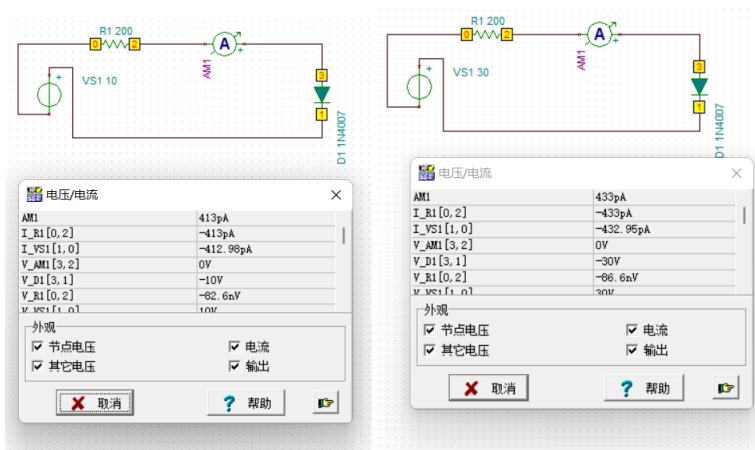 R1 200
0
2
A
+
AM1
+
VS1 10
3
1
D1 1N4007
电压/电流
AM1 413pA
I_R1[0,2] -413pA
I_VS1[1,0] -412.98pA
V_AM1[3,2] 0V
V_D1[3,1] -10V
V_R1[0,2] -82.6nV
V_VS1[1,0] 10V
外观
节点电压 电流
其它电压 输出
取消 帮助
R1 200
0
2
A
+
AM1
+
VS1 30
3
1
D1 1N4007
电压/电流
AM1 433pA
I_R1[0,2] -433pA
I_VS1[1,0] -432.95pA
V_AM1[3,2] 0V
V_D1[3,1] -30V
V_R1[0,2] -86.6nV
V_VS1[1,0] 30V
外观
节点电压 电流
其它电压 输出
取消 帮助